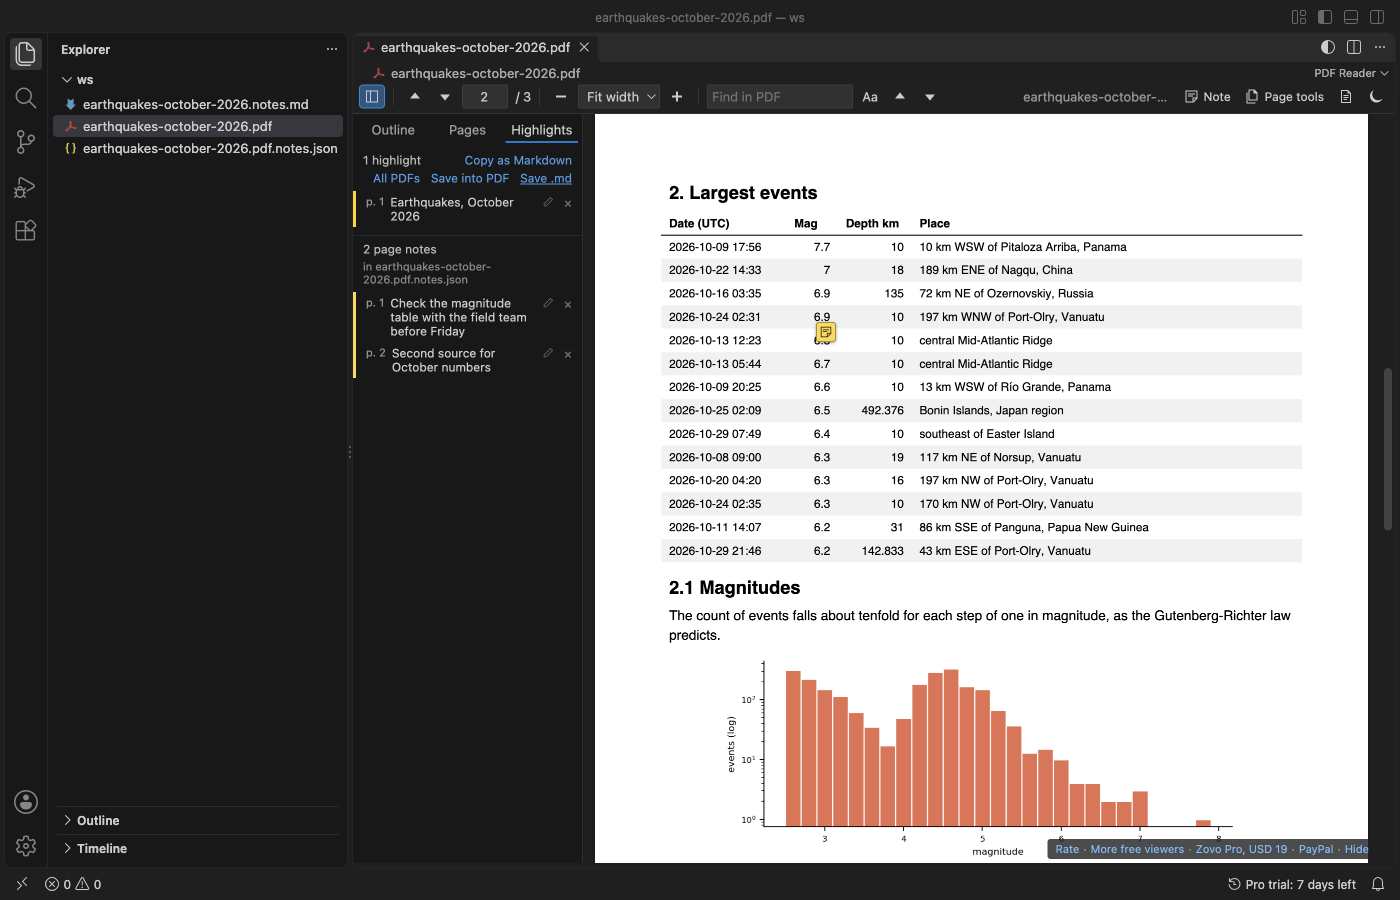 earthquakes-october-2026.pdf — ws
Explorer
ws
earthquakes-october-2026.notes.md
earthquakes-october-2026.pdf
earthquakes-october-2026.pdf.notes.json
Outline
Timeline
earthquakes-october-2026.pdf
earthquakes-october-2026.pdf
PDF Reader
2 / 3
Fit width
Find in PDF
Aa
earthquakes-october-...
Note
Page tools
Outline Pages Highlights
1 highlight Copy as Markdown
All PDFs Save into PDF Save .md
p. 1 Earthquakes, October
2026
2 page notes
in earthquakes-october-
2026.pdf.notes.json
p. 1 Check the magnitude
table with the field team
before Friday
p. 2 Second source for
October numbers
2. Largest events
Date (UTC) Mag Depth km Place
2026-10-09 17:56 7.7 10 10 km WSW of Pitaloza Arriba, Panama
2026-10-22 14:33 7 18 189 km ENE of Nagqu, China
2026-10-16 03:35 6.9 135 72 km NE of Ozernovskiy, Russia
2026-10-24 02:31 6.9 10 197 km WNW of Port-Olry, Vanuatu
2026-10-13 12:23 10 central Mid-Atlantic Ridge
2026-10-13 05:44 6.7 10 central Mid-Atlantic Ridge
2026-10-09 20:25 6.6 10 13 km WSW of Río Grande, Panama
2026-10-25 02:09 6.5 492.376 Bonin Islands, Japan region
2026-10-29 07:49 6.4 10 southeast of Easter Island
2026-10-08 09:00 6.3 19 117 km NE of Norsup, Vanuatu
2026-10-20 04:20 6.3 16 197 km NW of Port-Olry, Vanuatu
2026-10-24 02:35 6.3 10 170 km NW of Port-Olry, Vanuatu
2026-10-11 14:07 6.2 31 86 km SSE of Panguna, Papua New Guinea
2026-10-29 21:46 6.2 142.833 43 km ESE of Port-Olry, Vanuatu
2.1 Magnitudes
The count of events falls about tenfold for each step of one in magnitude, as the Gutenberg-Richter law
predicts.
events (log)
10²
10¹
10⁰
3 4 5 6 7 8
magnitude
Rate · More free viewers · Zovo Pro, USD 19 · PayPal · Hide
0 0
Pro trial: 7 days left